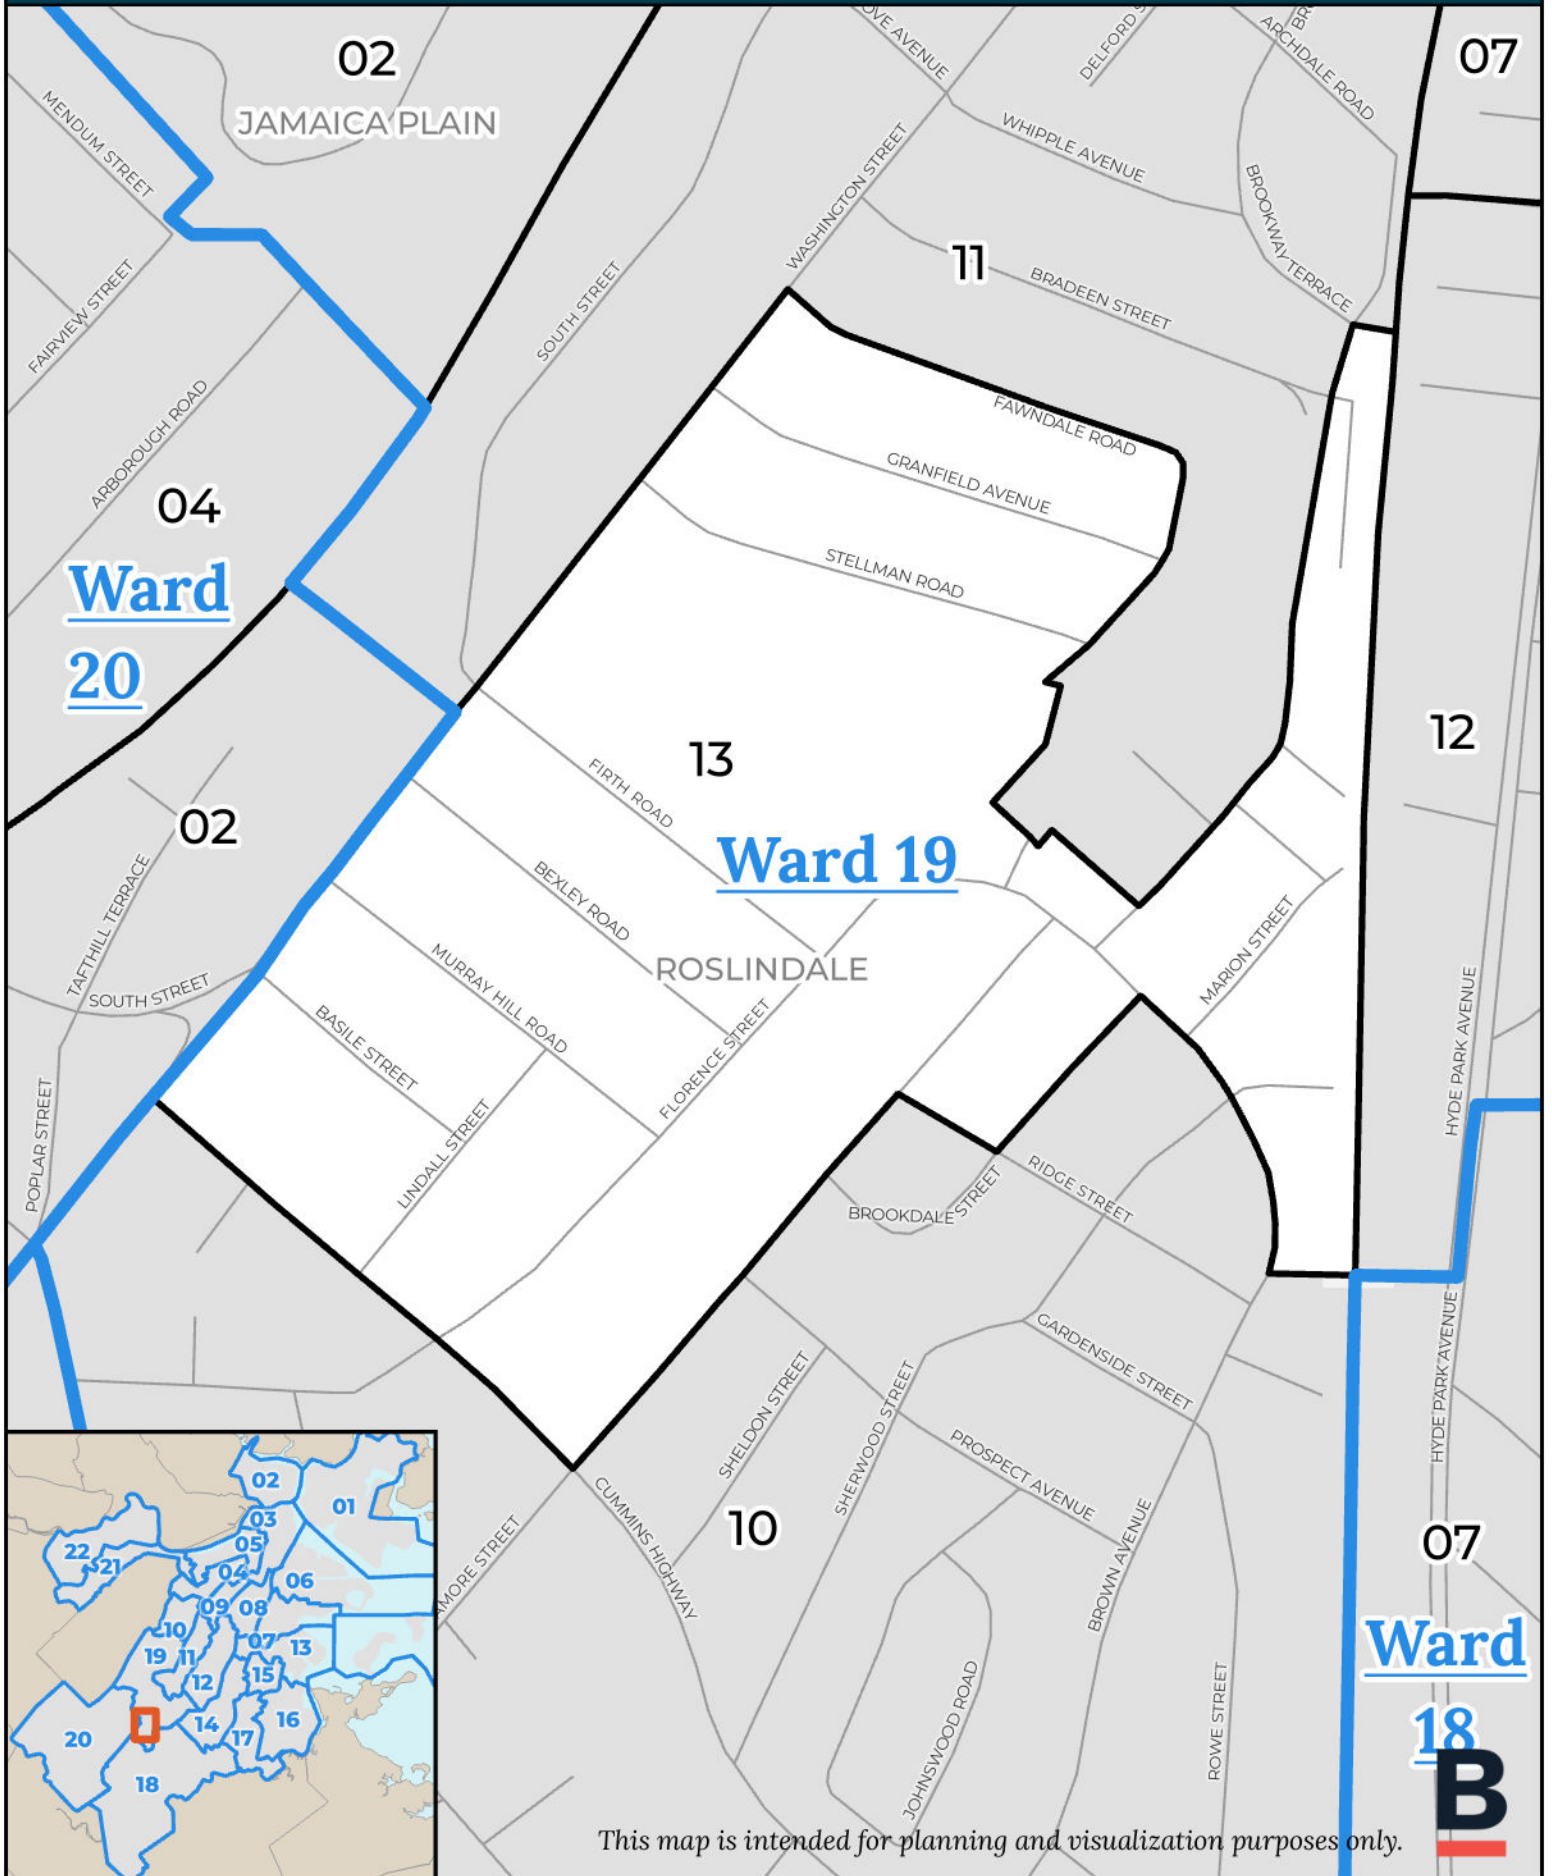 02
JAMAICA PLAIN
07
OVE AVENUE
DELFORD S
ARCHDALE ROAD
BR
MENDUM STREET
WHIPPLE AVENUE
WASHINGTON STREET
BROOKWAY TERRACE
11
BRADEEN STREET
FAIRVIEW STREET
SOUTH STREET
ARBOROUGH ROAD
FAWNDALE ROAD
GRANFIELD AVENUE
04
STELLMAN ROAD
Ward
20
12
13
FIRTH ROAD
02
Ward 19
BEXLEY ROAD
TAFTHILL TERRACE
MURRAY HILL ROAD
ROSLINDALE
MARION STREET
SOUTH STREET
BASILE STREET
FLORENCE STREET
HYDE PARK AVENUE
POPLAR STREET
LINDALL STREET
BROOKDALE STREET
RIDGE STREET
GARDENSIDE STREET
HYDE PARK AVENUE
SHELDON STREET
SHERWOOD STREET
PROSPECT AVENUE
CUMMINS HIGHWAY
10
AMORE STREET
BROWN AVENUE
07
Ward
18
JOHNSWOOD ROAD
ROWE STREET
02
01
03
05
22
21
04
06
09
08
10
07
13
19
11
12
15
14
16
17
20
18
This map is intended for planning and visualization purposes only.
B